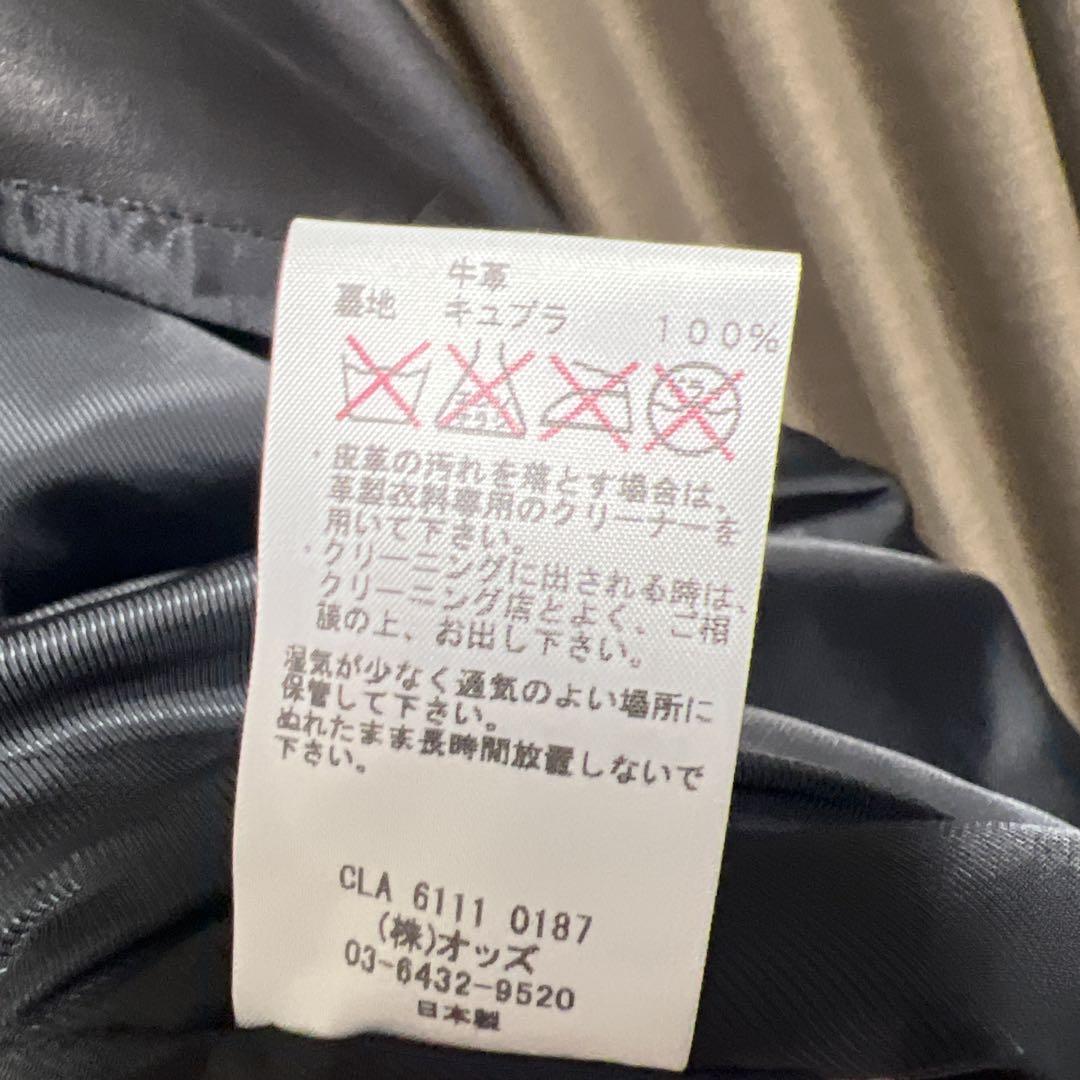 牛革
裏地 キュプラ 100%
・皮革の汚れを落とす場合は、
革製衣料専用のクリーナーを
用いて下さい。
・クリーニングに出される時は、
クリーニング店とよく、ご相
談の上、お出し下さい。
湿気が少なく通気のよい場所に
保管して下さい。
ぬれたまま長時間放置しないで
下さい。
CLA 6111 0187
(株)オッズ
03-6432-9520
日本製